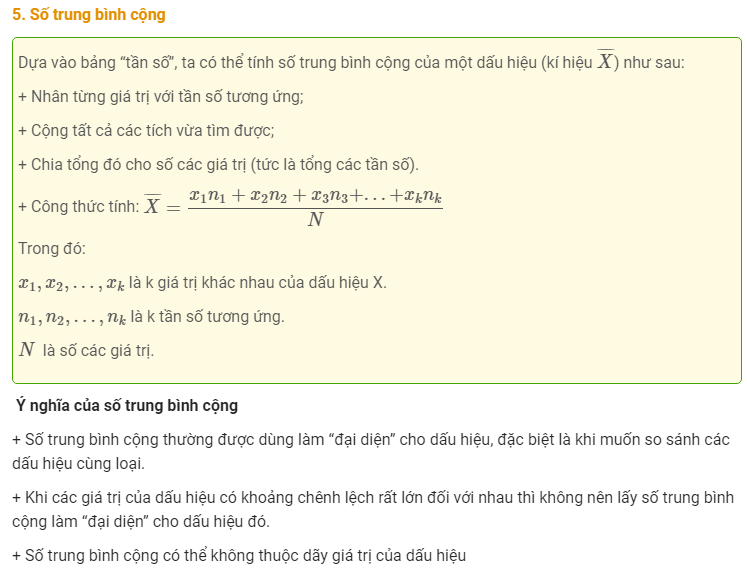 5. Số trung bình cộng
Dựa vào bảng “tần số”, ta có thể tính số trung bình cộng của một dấu hiệu (kí hiệu $\overline{X}$) như sau:
+ Nhân từng giá trị với tần số tương ứng;
+ Cộng tất cả các tích vừa tìm được;
+ Chia tổng đó cho số các giá trị (tức là tổng các tần số).
+ Công thức tính: $\overline{X} = \frac{x_1n_1 + x_2n_2 + x_3n_3 + \ldots + x_kn_k}{N}$
Trong đó:
$x_1, x_2, \ldots, x_k$ là k giá trị khác nhau của dấu hiệu X.
$n_1, n_2, \ldots, n_k$ là k tần số tương ứng.
$N$ là số các giá trị.
Ý nghĩa của số trung bình cộng
+ Số trung bình cộng thường được dùng làm “đại diện” cho dấu hiệu, đặc biệt là khi muốn so sánh các
dấu hiệu cùng loại.
+ Khi các giá trị của dấu hiệu có khoảng chênh lệch rất lớn đối với nhau thì không nên lấy số trung bình
cộng làm “đại diện” cho dấu hiệu đó.
+ Số trung bình cộng có thể không thuộc dãy giá trị của dấu hiệu